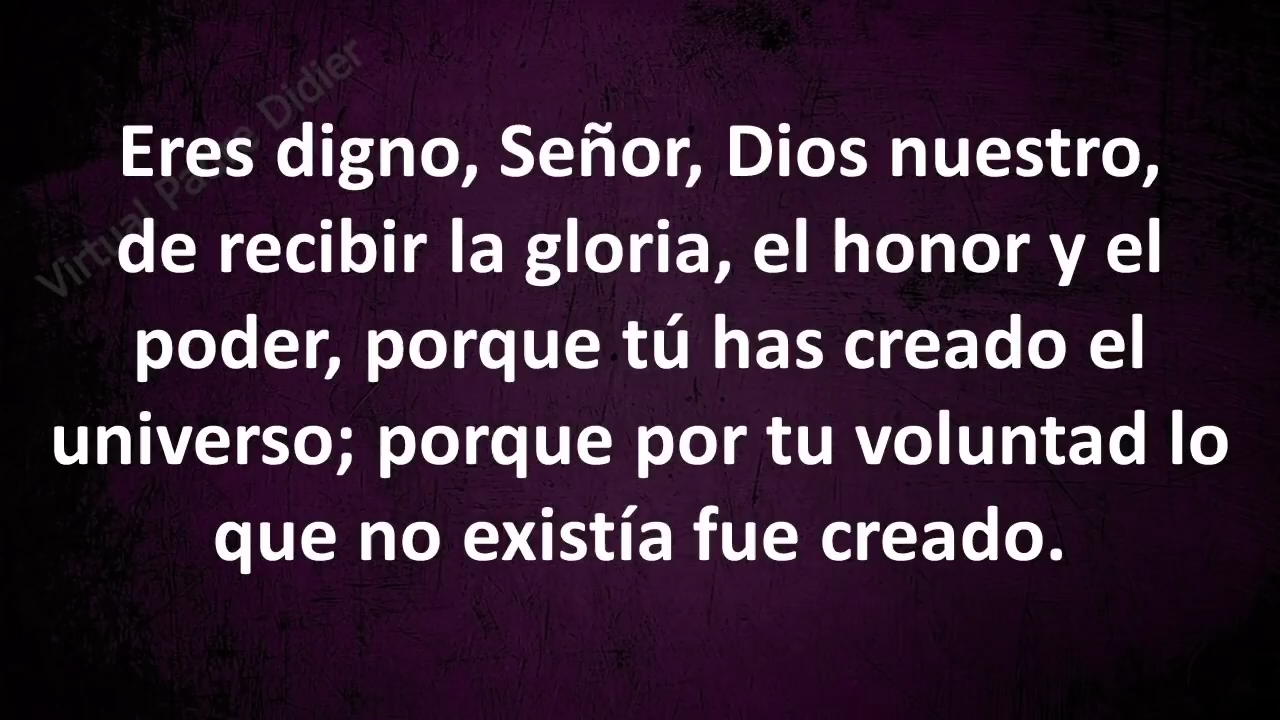 Eres digno, Señor, Dios nuestro,
de recibir la gloria, el honor y el
poder, porque tú has creado el
universo; porque por tu voluntad lo
que no existía fue creado.
Virtual Didier